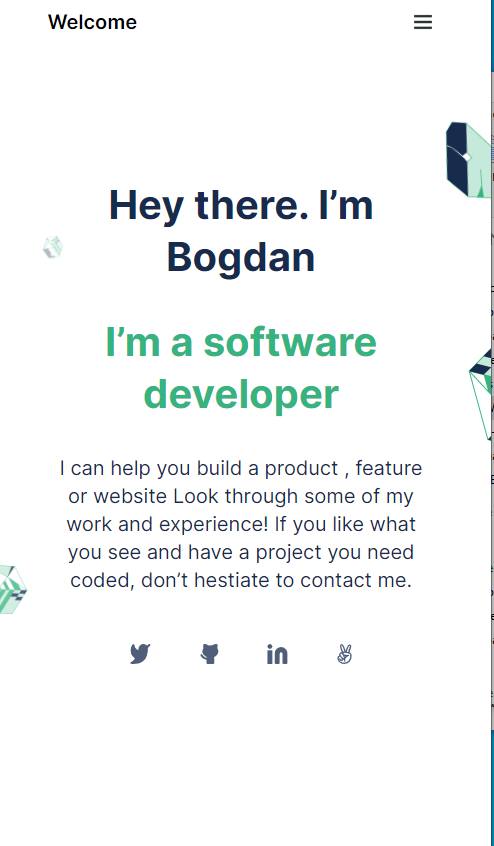 Welcome
Hey there. I’m
Bogdan
I’m a software
developer
I can help you build a product , feature
or website Look through some of my
work and experience! If you like what
you see and have a project you need
coded, don’t hestiate to contact me.